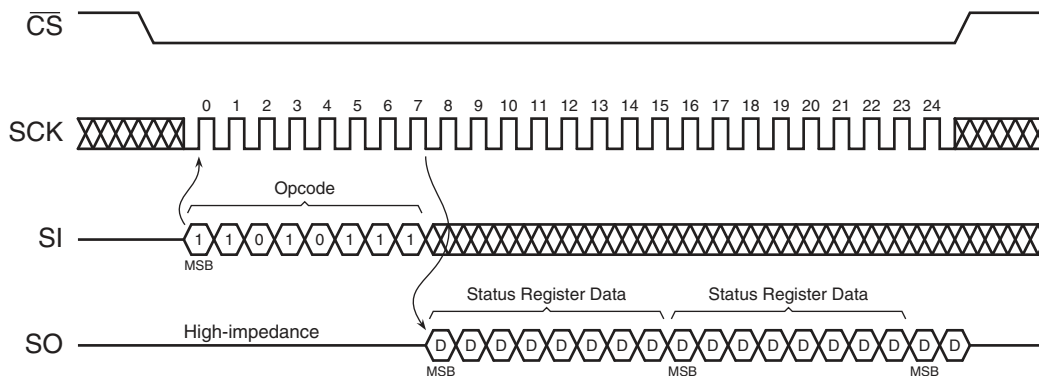 CS
0 1 2 3 4 5 6 7 8 9 10 11 12 13 14 15 16 17 18 19 20 21 22 23 24
SCK
Opcode
SI 1 1 0 1 0 1 1 1
MSB
Status Register Data Status Register Data
High-impedance
SO D D D D D D D D D D D D D D D D D D
MSB MSB MSB